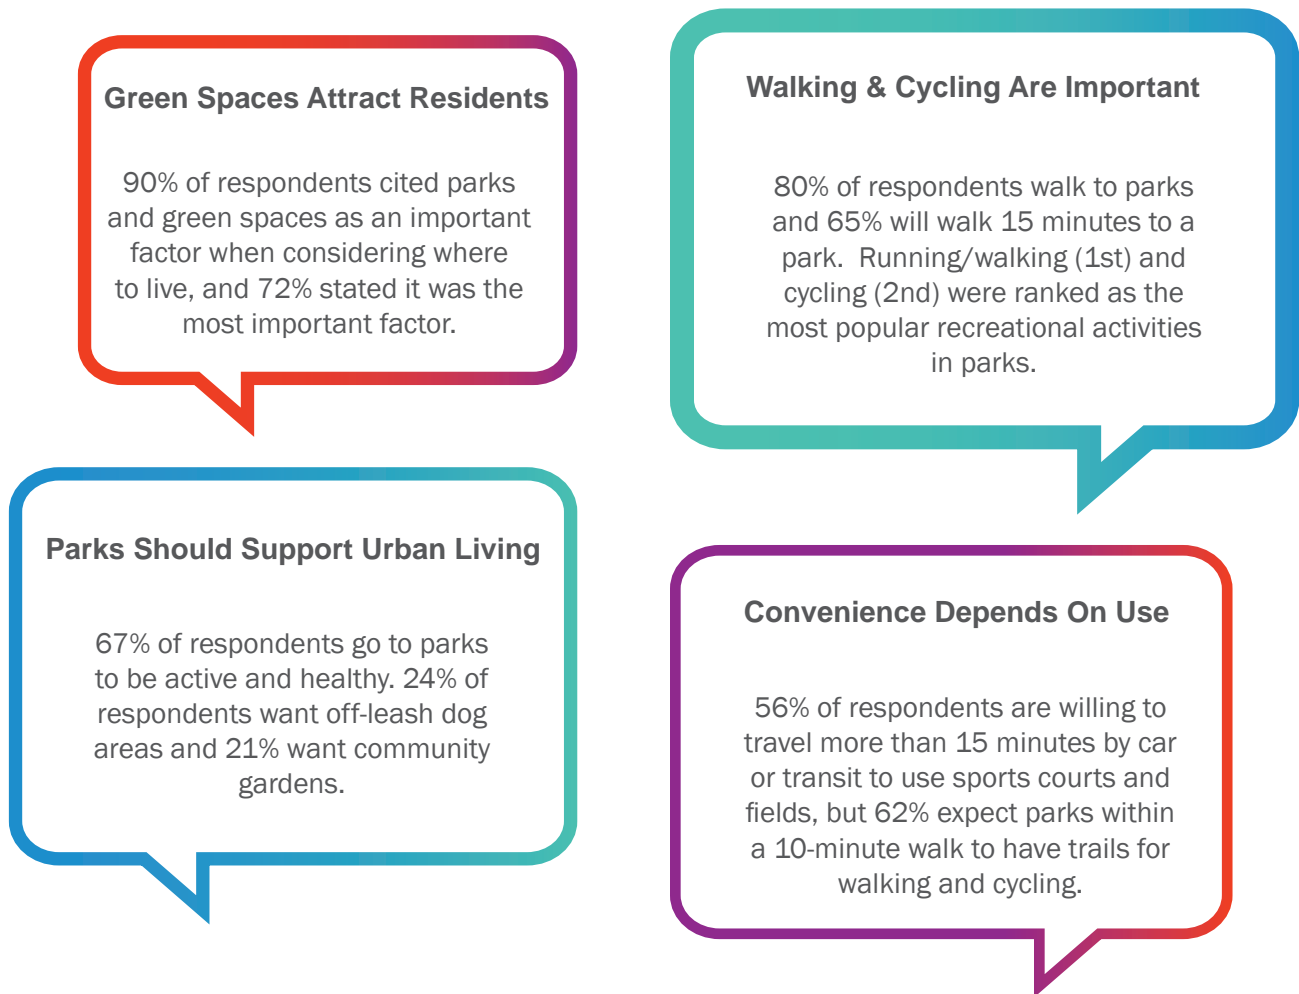 Green Spaces Attract Residents
90% of respondents cited parks
and green spaces as an important
factor when considering where
to live, and 72% stated it was the
most important factor.
Walking & Cycling Are Important
80% of respondents walk to parks
and 65% will walk 15 minutes to a
park.  Running/walking (1st) and
cycling (2nd) were ranked as the
most popular recreational activities
in parks.
Parks Should Support Urban Living
67% of respondents go to parks
to be active and healthy. 24% of
respondents want off-leash dog
areas and 21% want community
gardens.
Convenience Depends On Use
56% of respondents are willing to
travel more than 15 minutes by car
or transit to use sports courts and
fields, but 62% expect parks within
a 10-minute walk to have trails for
walking and cycling.